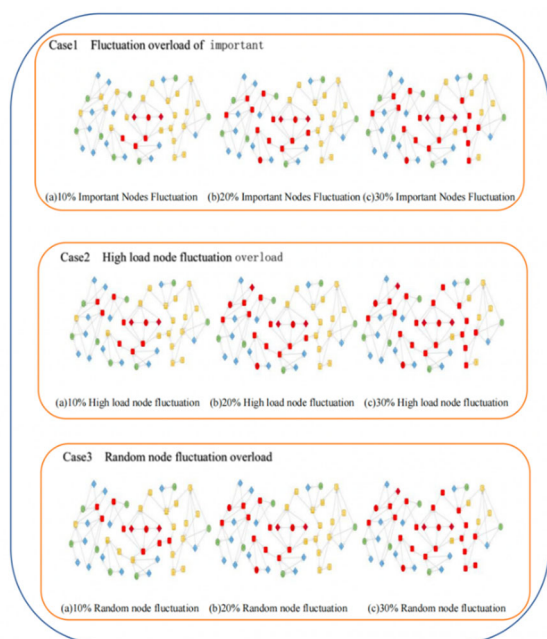 Case1 Fluctuation overload of important
(a)10% Important Nodes Fluctuation (b)20% Important Nodes Fluctuation (c)30% Important Nodes Fluctuation
Case2 High load node fluctuation overload
(a)10% High load node fluctuation (b)20% High load node fluctuation (c)30% High load node fluctuation
Case3 Random node fluctuation overload
(a)10% Random node fluctuation (b)20% Random node fluctuation (c)30% Random node fluctuation